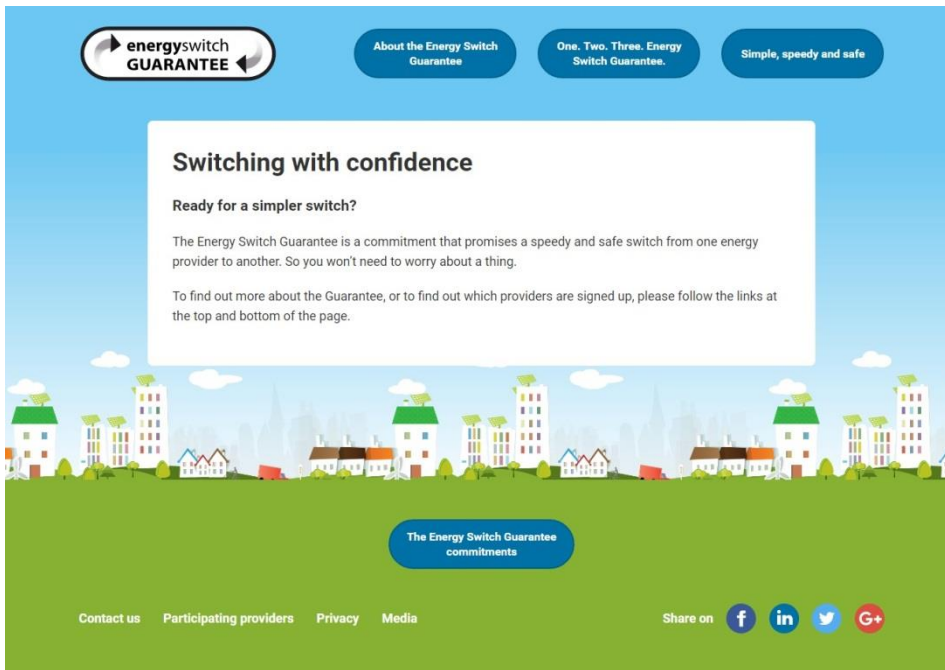 energyswitch
GUARANTEE
About the Energy Switch
Guarantee
One. Two. Three. Energy
Switch Guarantee.
Simple, speedy and safe
Switching with confidence
Ready for a simpler switch?
The Energy Switch Guarantee is a commitment that promises a speedy and safe switch from one energy
provider to another. So you won't need to worry about a thing.
To find out more about the Guarantee, or to find out which providers are signed up, please follow the links at
the top and bottom of the page.
The Energy Switch Guarantee
commitments
Contact us Participating providers Privacy Media
Share on f in G+